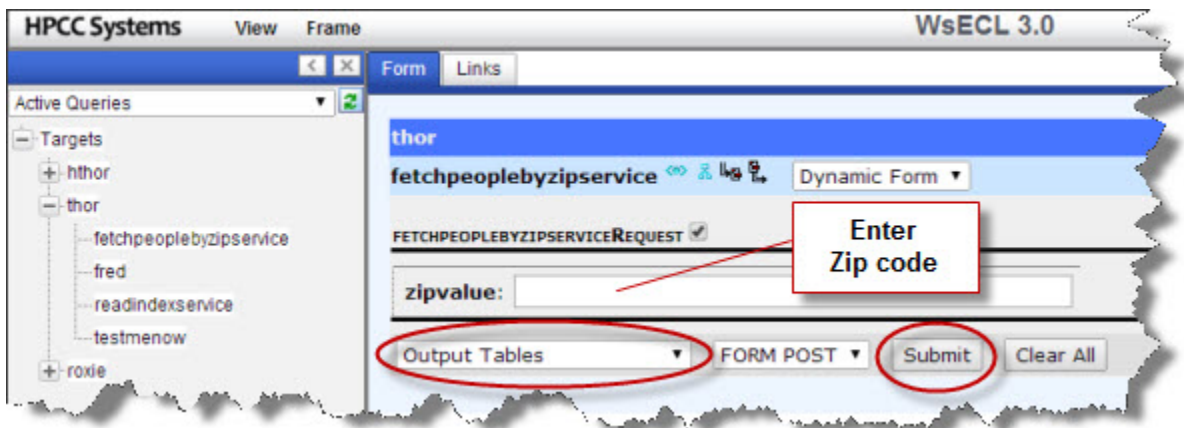 HPCC Systems View Frame WsECL 3.0
Form Links
Active Queries
Targets
hthor
thor
fetchpeoplebyzipservice
fred
readindexservice
testmenow
roxie
thor
fetchpeoplebyzipservice Dynamic Form
FETCHPEOPLEBYZIPSERVICEREQUEST
Enter
Zip code
zipvalue:
Output Tables FORM POST Submit Clear All